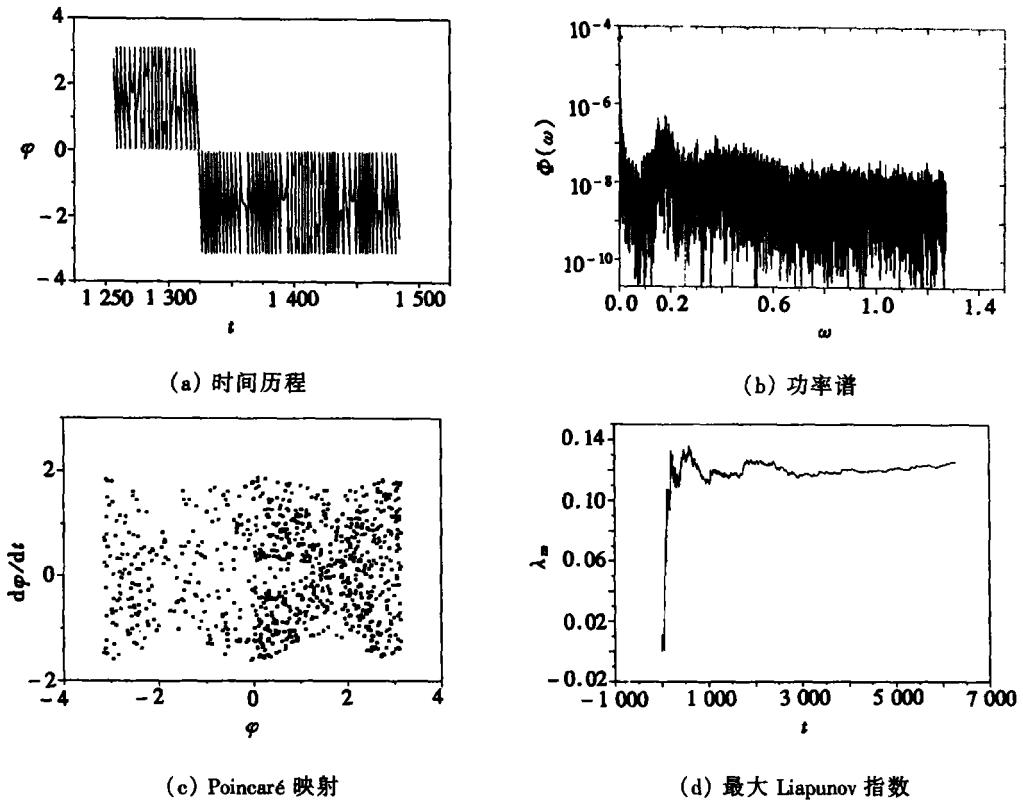 4
2
φ 0
-2
-4
1 250 1 300 1 400 1 500
t
(a) 时间历程
10⁻⁴
10⁻⁶
Φ(ω)
10⁻⁸
10⁻¹⁰
0.0 0.2 0.6 1.0 1.4
ω
(b) 功率谱
2
dφ/dt 0
-2
-4 -2 0 2 4
φ
(c) Poincaré 映射
0.14
0.10
λₘ 0.06
0.02
-0.02
-1 000 1 000 3 000 5 000 7 000
t
(d) 最大 Liapunov 指数